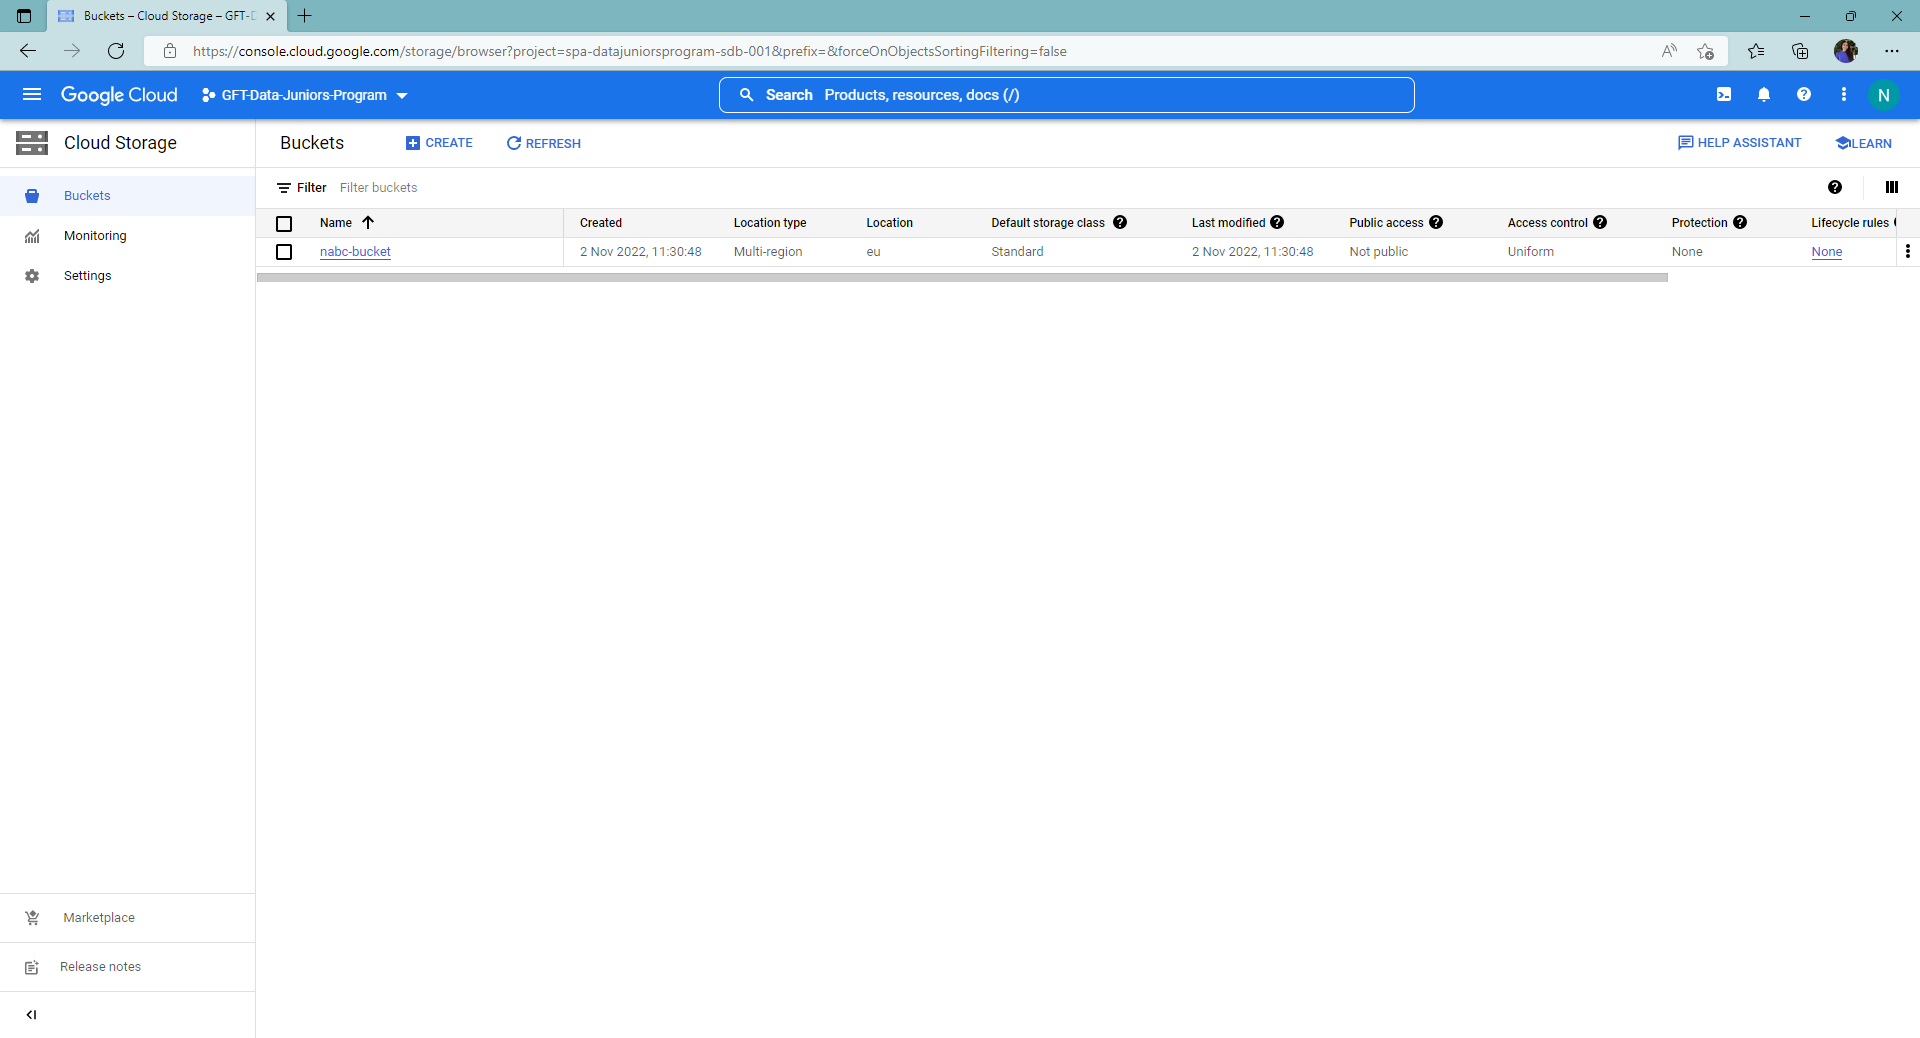 Buckets – Cloud Storage – GFT-D
https://console.cloud.google.com/storage/browser?project=spa-datajuniorsprogram-sdb-001&prefix=&forceOnObjectsSortingFiltering=false
Google Cloud GFT-Data-Juniors-Program Search Products, resources, docs (/) N
Cloud Storage
Buckets CREATE REFRESH HELP ASSISTANT LEARN
Buckets
Monitoring
Settings
Filter Filter buckets
Name Created Location type Location Default storage class Last modified Public access Access control Protection Lifecycle rules
nabc-bucket 2 Nov 2022, 11:30:48 Multi-region eu Standard 2 Nov 2022, 11:30:48 Not public Uniform None None
Marketplace
Release notes